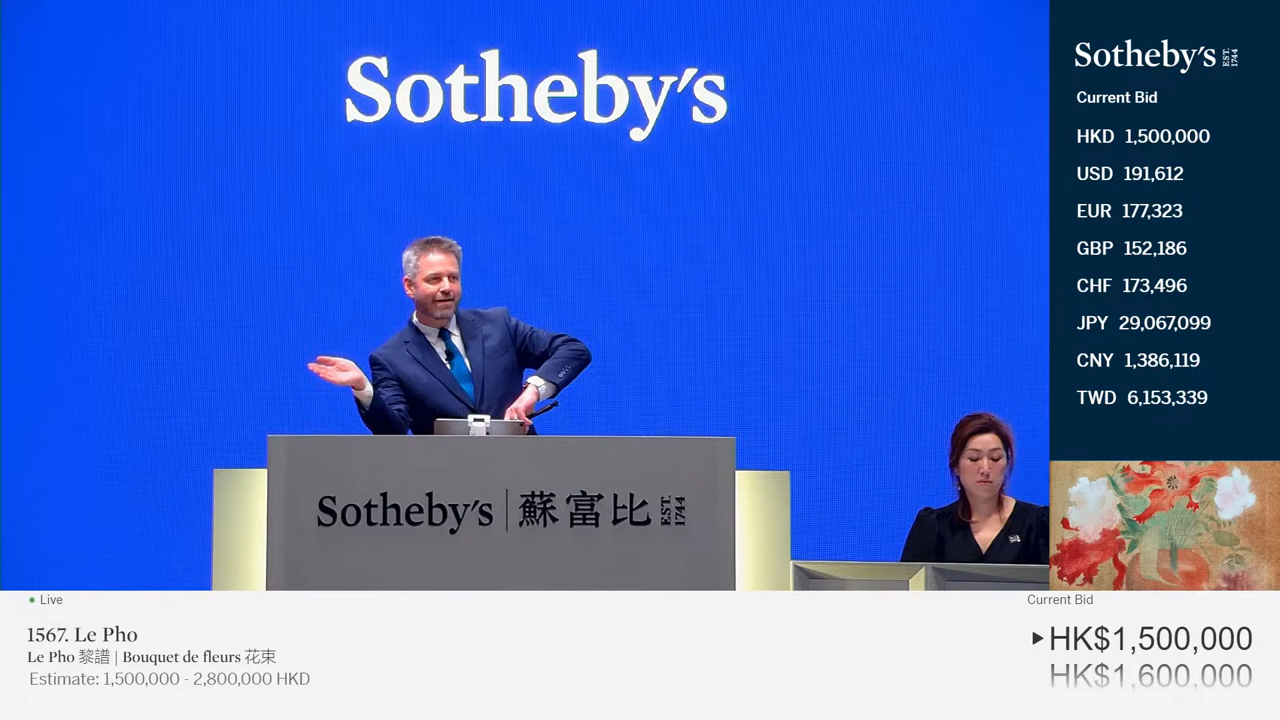 Sotheby's
Sotheby's | 蘇富比 EST. 1744
Sotheby's EST. 1744
Current Bid
HKD 1,500,000
USD 191,612
EUR 177,323
GBP 152,186
CHF 173,496
JPY 29,067,099
CNY 1,386,119
TWD 6,153,339
Live
1567. Le Pho
Le Pho 黎譜 | Bouquet de fleurs 花束
Estimate: 1,500,000 - 2,800,000 HKD
Current Bid
HK$1,500,000
HK$1,600,000